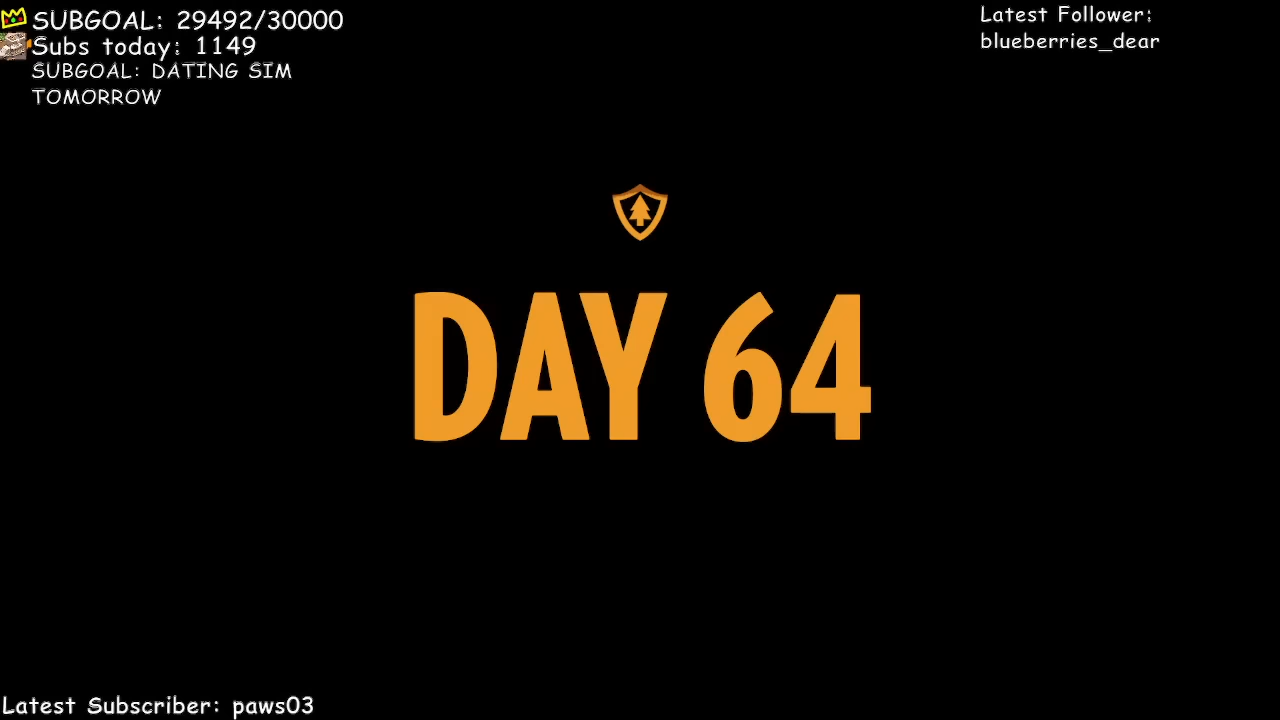 SUBGOAL: 29492/30000
Subs today: 1149
SUBGOAL: DATING SIM
TOMORROW
Latest Follower:
blueberries_dear
DAY 64
Latest Subscriber: paws03